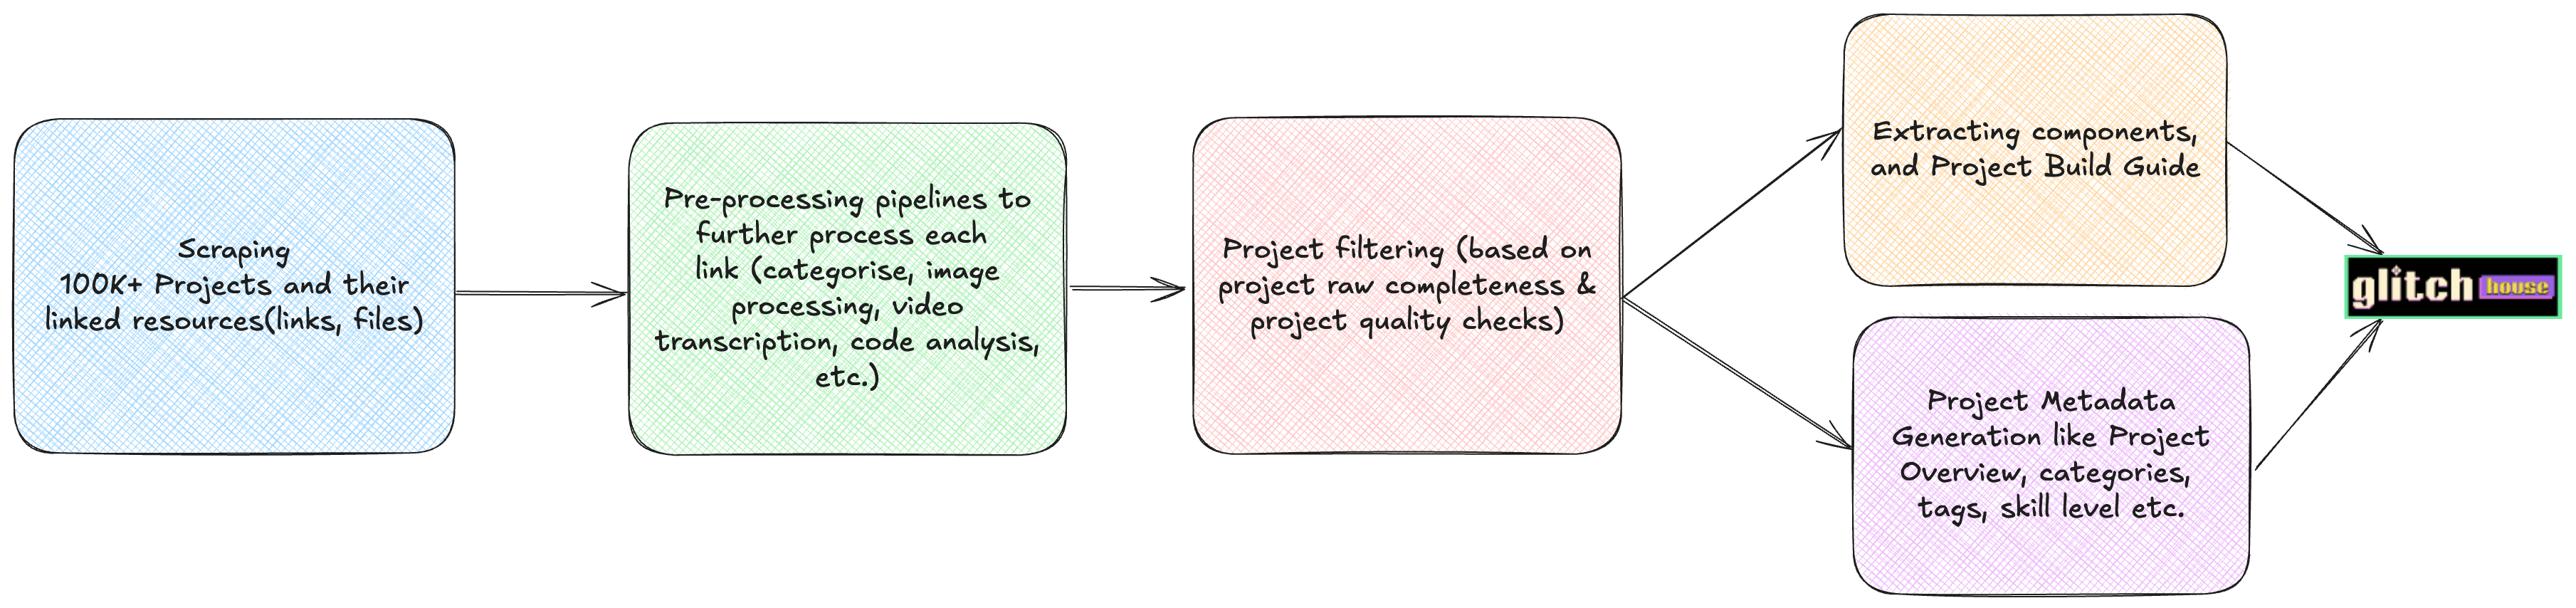 Scraping
100K+ Projects and their
linked resources(links, files)
Pre-processing pipelines to
further process each
link (categorise, image
processing, video
transcription, code analysis,
etc.)
Project filtering (based on
project raw completeness &
project quality checks)
Extracting components,
and Project Build Guide
Project Metadata
Generation like Project
Overview, categories,
tags, skill level etc.
glitch house